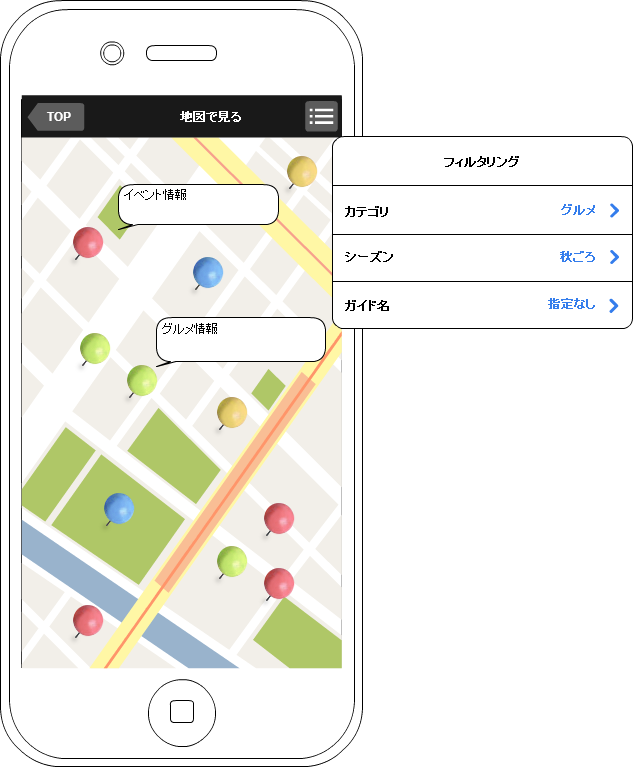 TOP
地図で見る
フィルタリング
イベント情報
カテゴリ
グルメ
シーズン
秋ごろ
ガイド名
指定なし
グルメ情報